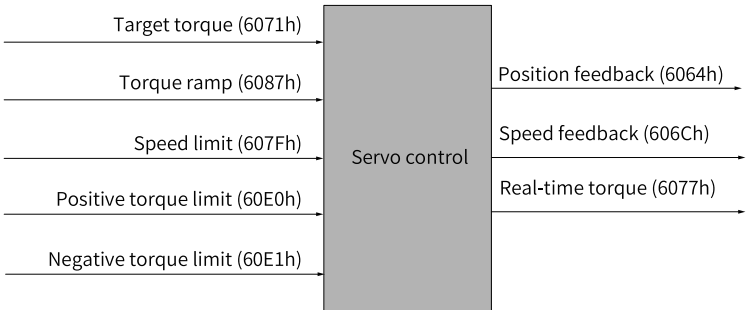 Target torque (6071h)
Torque ramp (6087h)
Speed limit (607Fh)
Positive torque limit (60E0h)
Negative torque limit (60E1h)
Servo control
Position feedback (6064h)
Speed feedback (606Ch)
Real-time torque (6077h)